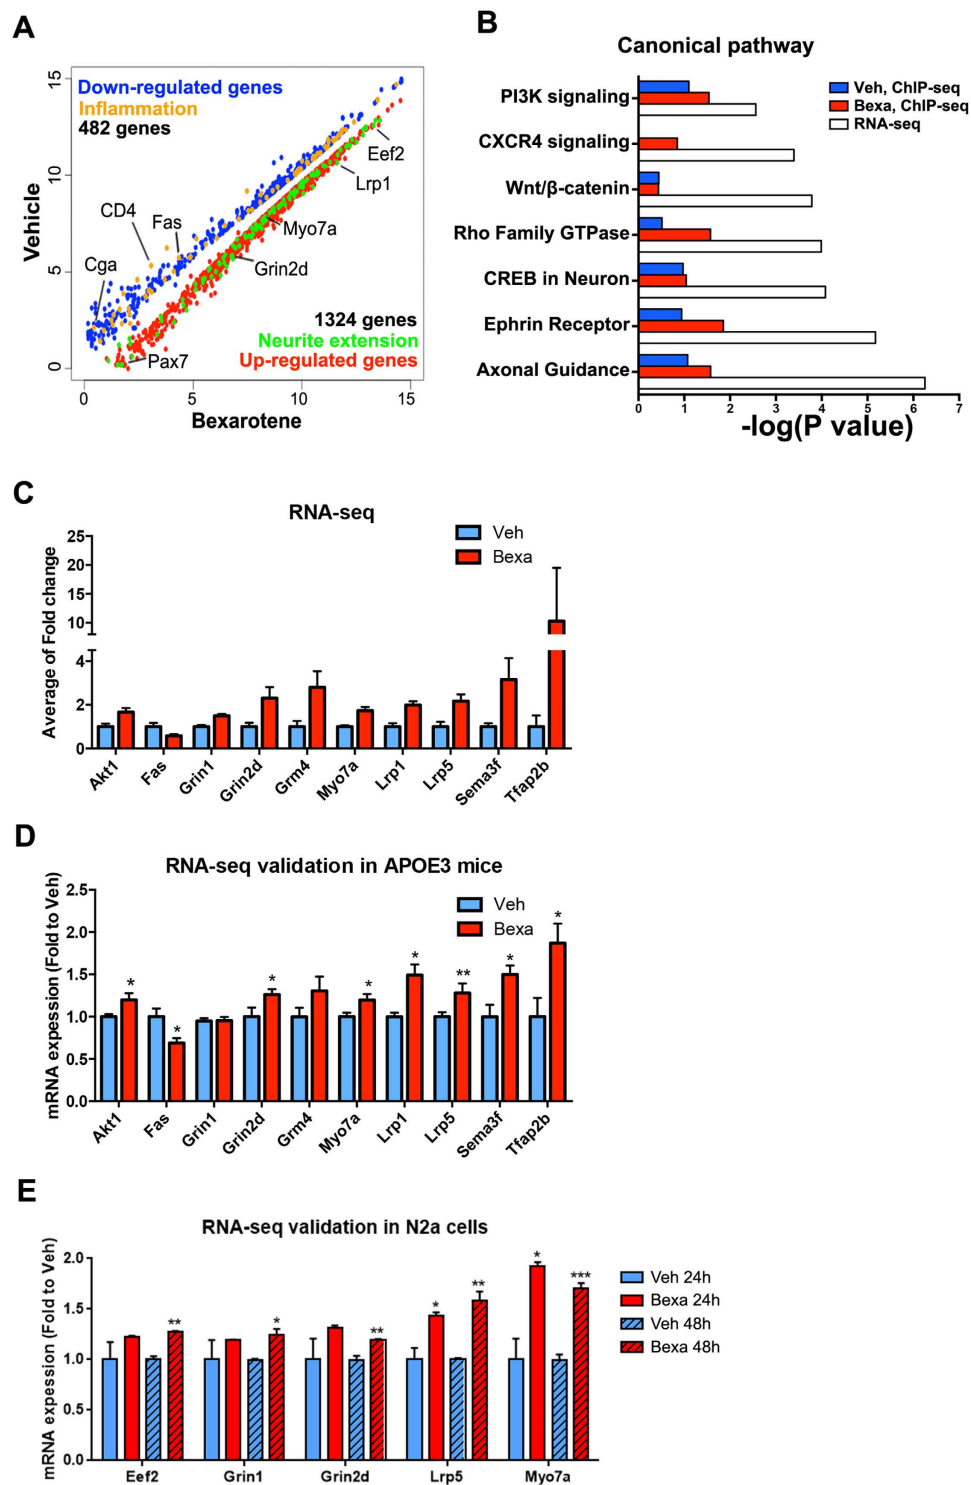 A
Down-regulated genes
Inflammation
482 genes
Eef2
Lrp1
CD4
Fas
Myo7a
Cga
Grin2d
1324 genes
Neurite extension
Up-regulated genes
Pax7
Vehicle
15
10
5
0
0
5
10
15
Bexarotene
B
Canonical pathway
Veh, ChIP-seq
Bexa, ChIP-seq
RNA-seq
PI3K signaling
CXCR4 signaling
Wnt/β-catenin
Rho Family GTPase
CREB in Neuron
Ephrin Receptor
Axonal Guidance
0 1 2 3 4 5 6 7
-log(P value)
C
RNA-seq
Veh
Bexa
Average of Fold change
25
20
15
10
4
2
0
Akt1
Fas
Grin1
Grin2d
Grm4
Myo7a
Lrp1
Lrp5
Sema3f
Tfap2b
D
RNA-seq validation in APOE3 mice
Veh
Bexa
mRNA expession (Fold to Veh)
2.5
2.0
1.5
1.0
0.5
0.0
*
*
*
*
*
**
*
*
Akt1
Fas
Grin1
Grin2d
Grm4
Myo7a
Lrp1
Lrp5
Sema3f
Tfap2b
E
RNA-seq validation in N2a cells
Veh 24h
Bexa 24h
Veh 48h
Bexa 48h
mRNA expession (Fold to Veh)
2.0
1.5
1.0
0.5
0.0
**
*
**
*
**
*
***
Eef2
Grin1
Grin2d
Lrp5
Myo7a